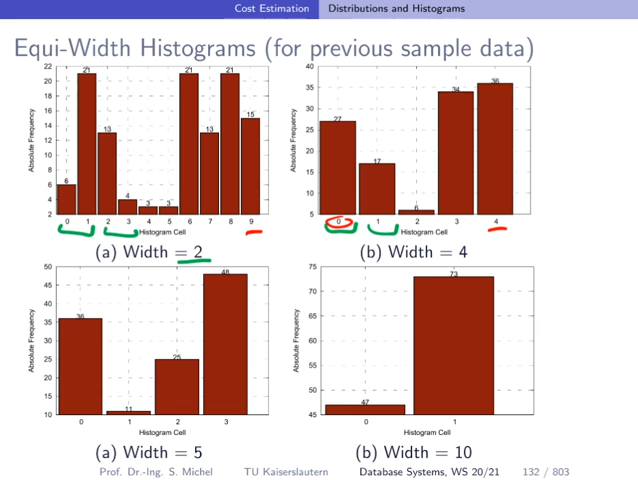 Cost Estimation Distributions and Histograms
Equi-Width Histograms (for previous sample data)
22
20
18
16
14
12
10
8
6
4
2
Absolute Frequency
6 21 13 4 3 3 21 13 21 15
0 1 2 3 4 5 6 7 8 9
Histogram Cell
(a) Width = 2
40
35
30
25
20
15
10
5
Absolute Frequency
27 17 6 34 36
0 1 2 3 4
Histogram Cell
(b) Width = 4
50
45
40
35
30
25
20
15
10
Absolute Frequency
36 11 25 48
0 1 2 3
Histogram Cell
(a) Width = 5
75
70
65
60
55
50
45
Absolute Frequency
47 73
0 1
Histogram Cell
(b) Width = 10
Prof. Dr.-Ing. S. Michel TU Kaiserslautern Database Systems, WS 20/21 132 / 803